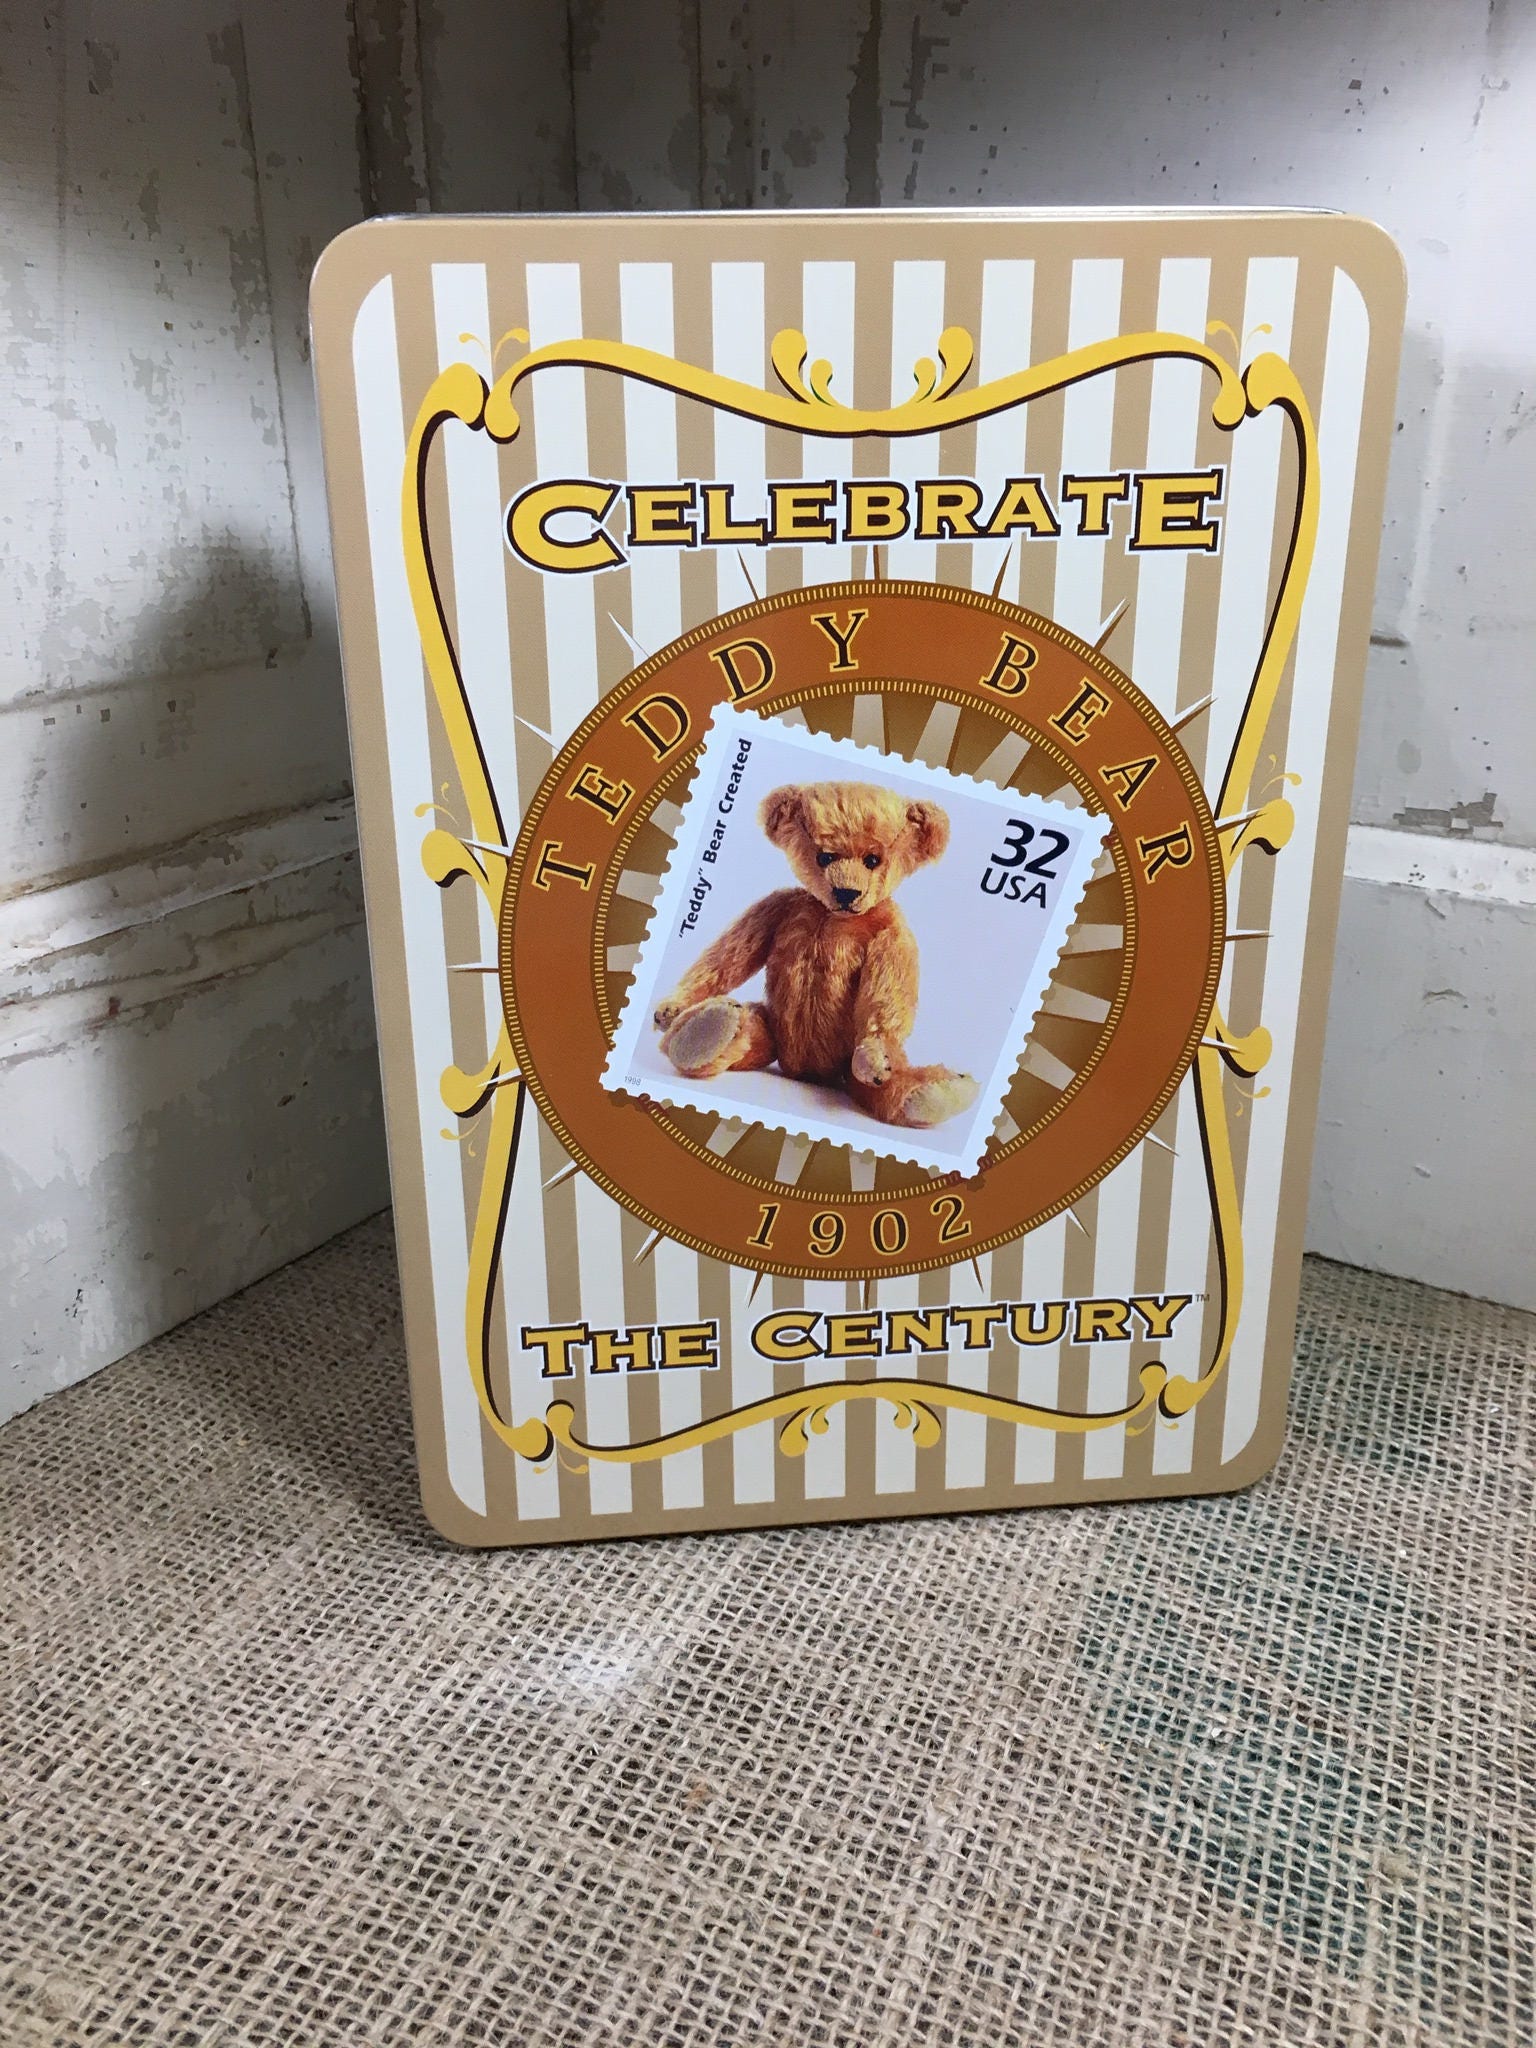 CELEBRATE
TEDDY BEAR
"Teddy" Bear Created
32
USA
1998
1902
THE CENTURY™